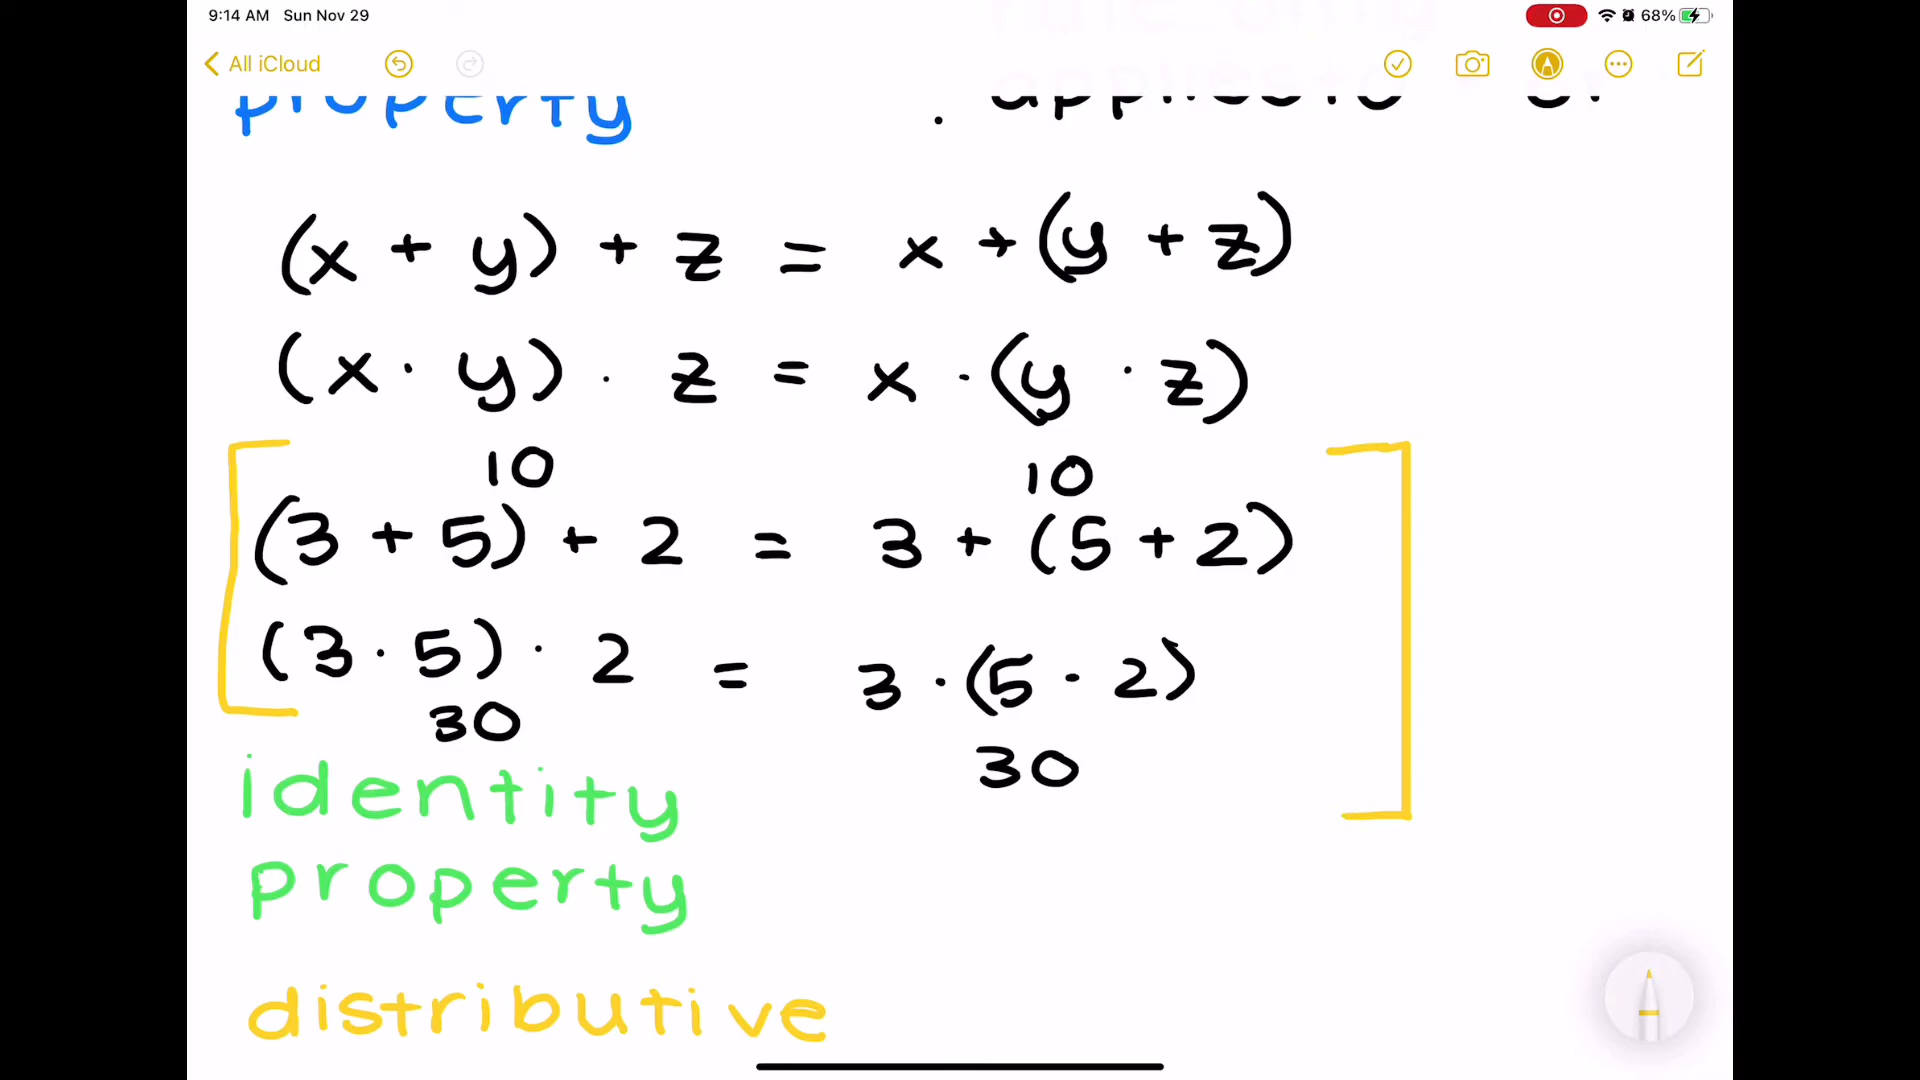 9:14 AM Sun Nov 29
68%
All iCloud
property
(x + y) + z = x + (y + z)
(x · y) · z = x · (y · z)
10 10
(3 + 5) + 2 = 3 + (5 + 2)
(3 · 5) · 2 = 3 · (5 · 2)
30 30
identity
property
distributive